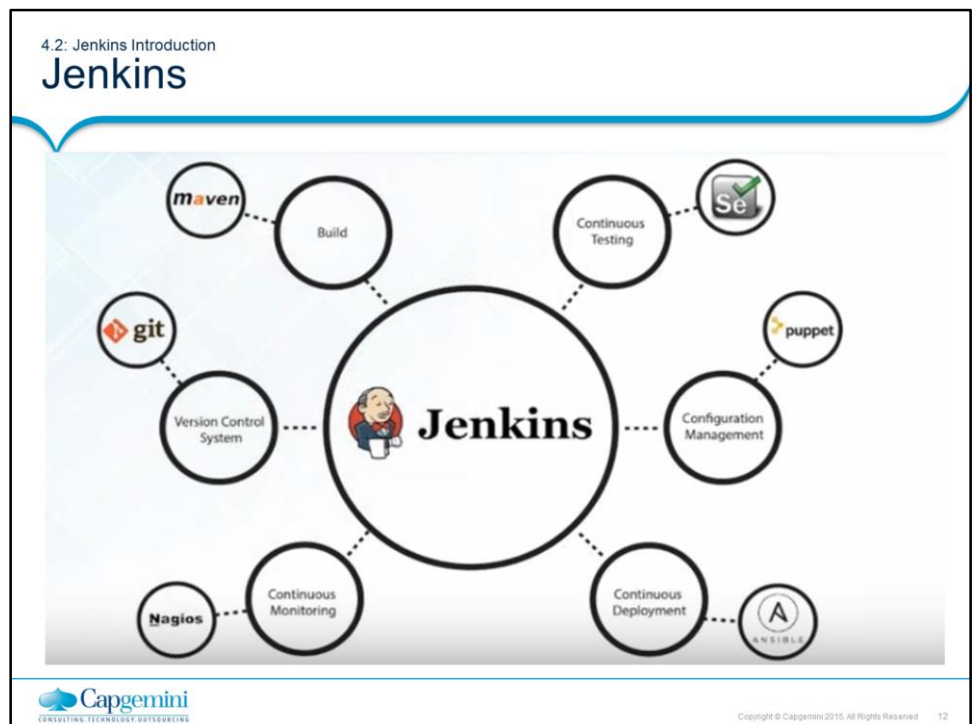 4.2: Jenkins Introduction
Jenkins
maven
Build
Continuous
Testing
Se
git
puppet
Version Control
System
Jenkins
Configuration
Management
Nagios
Continuous
Monitoring
Continuous
Deployment
A
ANSIBLE
Capgemini
CONSULTING.TECHNOLOGY.OUTSOURCING
Copyright © Capgemini 2015. All Rights Reserved 12